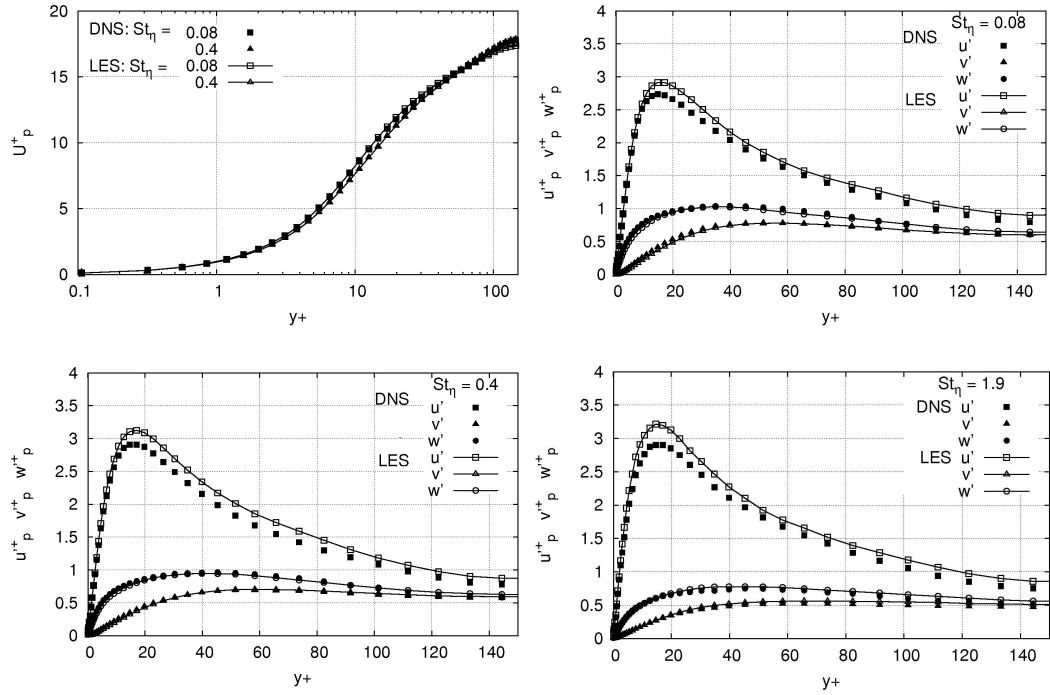 20
15
10
5
0
U⁺p
DNS: Stη = 0.08
0.4
LES: Stη = 0.08
0.4
0.1 1 10 100
y+
4
3.5
3
2.5
2
1.5
1
0.5
0
u'⁺p v'⁺p w'⁺p
Stη = 0.08
DNS
u'
v'
w'
LES
u'
v'
w'
0 20 40 60 80 100 120 140
y+
4
3.5
3
2.5
2
1.5
1
0.5
0
u'⁺p v'⁺p w'⁺p
Stη = 0.4
DNS
u'
v'
w'
LES
u'
v'
w'
0 20 40 60 80 100 120 140
y+
4
3.5
3
2.5
2
1.5
1
0.5
0
u'⁺p v'⁺p w'⁺p
Stη = 1.9
DNS u'
v'
w'
LES u'
v'
w'
0 20 40 60 80 100 120 140
y+